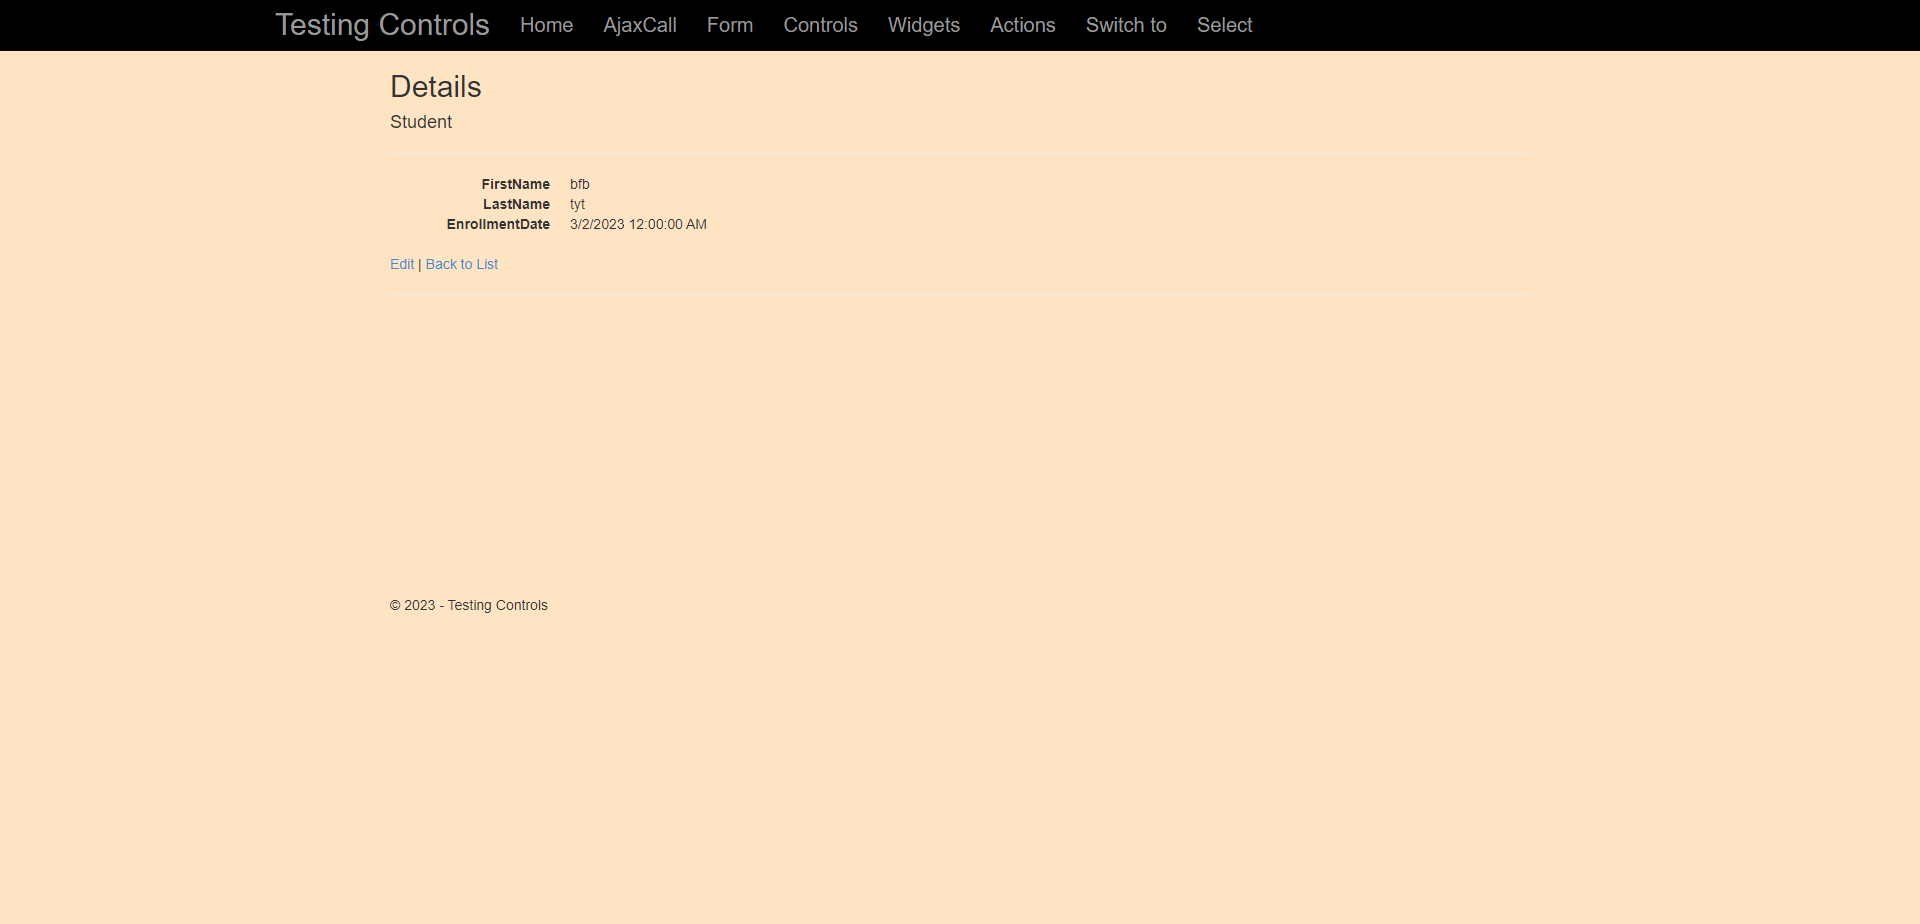 Testing Controls Home AjaxCall Form Controls Widgets Actions Switch to Select
Details
Student
FirstName bfb
LastName tyt
EnrollmentDate 3/2/2023 12:00:00 AM
Edit | Back to List
© 2023 - Testing Controls